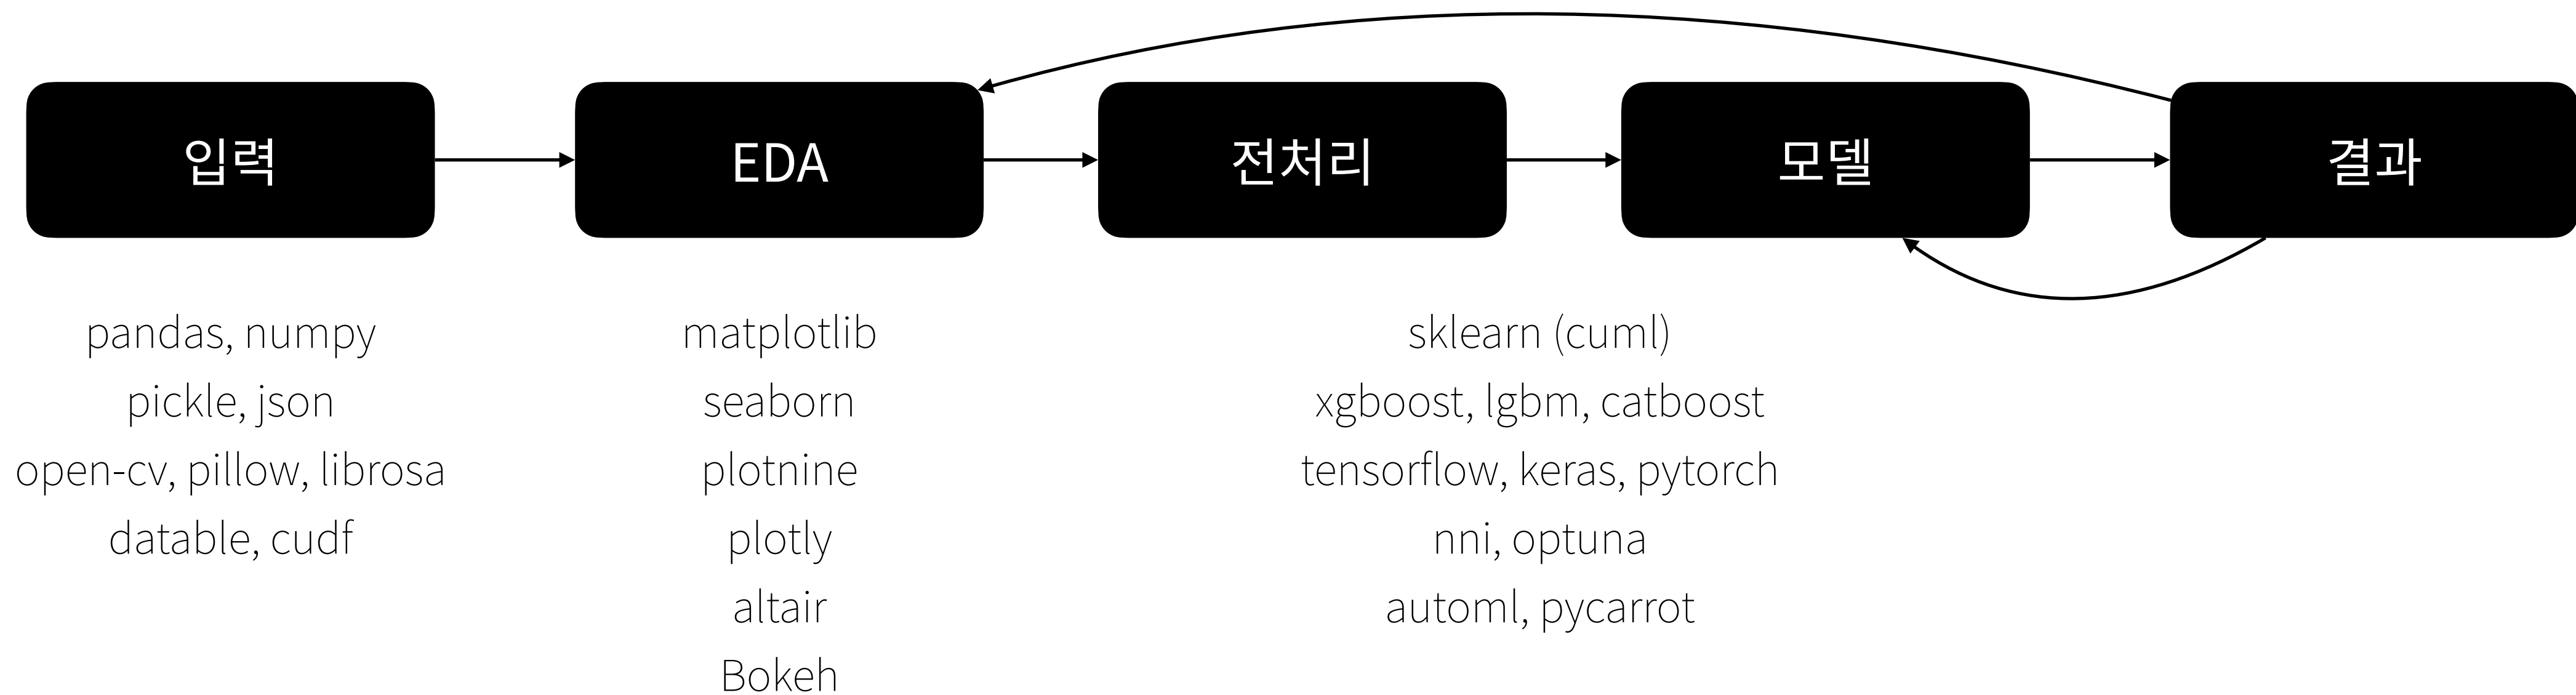 입력
EDA
전처리
모델
결과
pandas, numpy
pickle, json
open-cv, pillow, librosa
datable, cudf
matplotlib
seaborn
plotnine
plotly
altair
Bokeh
sklearn (cuml)
xgboost, lgbm, catboost
tensorflow, keras, pytorch
nni, optuna
automl, pycarrot